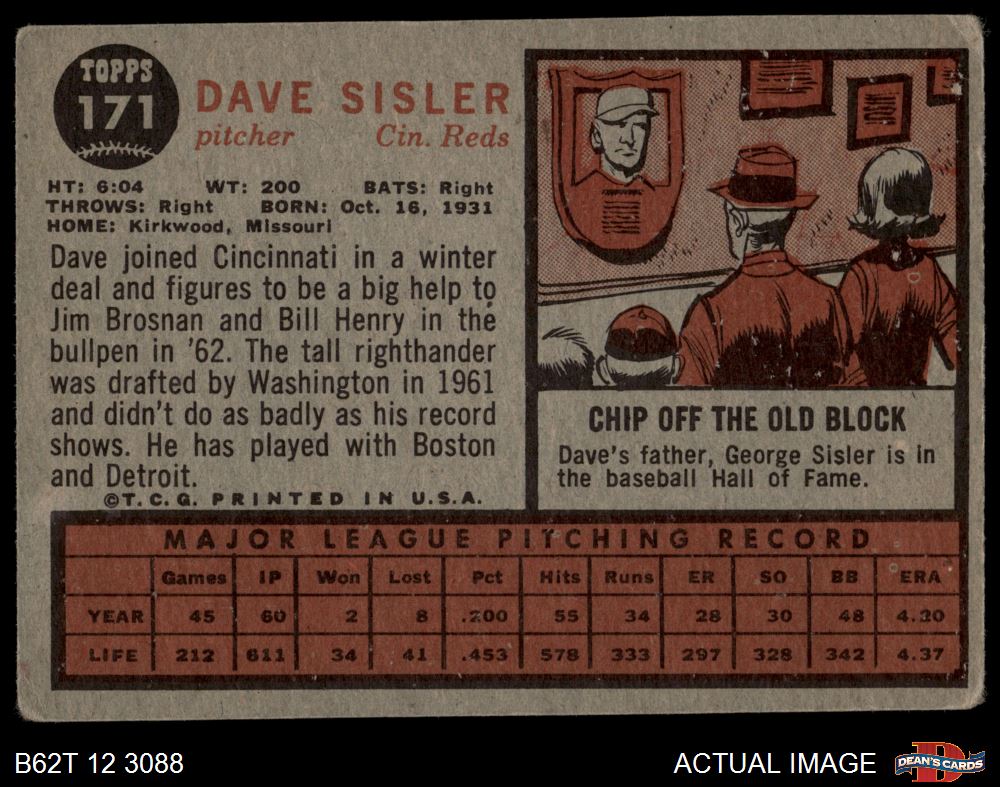 TOPPS
171
DAVE SISLER
pitcher Cin. Reds
HT: 6:04 WT: 200 BATS: Right
THROWS: Right BORN: Oct. 16, 1931
HOME: Kirkwood, Missouri
Dave joined Cincinnati in a winter
deal and figures to be a big help to
Jim Brosnan and Bill Henry in the
bullpen in '62. The tall righthander
was drafted by Washington in 1961
and didn't do as badly as his record
shows. He has played with Boston
and Detroit.
©T.C.G. PRINTED IN U.S.A.
CHIP OFF THE OLD BLOCK
Dave's father, George Sisler is in
the baseball Hall of Fame.
MAJOR LEAGUE PITCHING RECORD
Games IP Won Lost Pct Hits Runs ER SO BB ERA
YEAR 45 60 2 8 .200 55 34 28 30 48 4.20
LIFE 212 611 34 41 .453 578 333 297 328 342 4.37
B62T 12 3088
ACTUAL IMAGE
DEAN'S CARDS